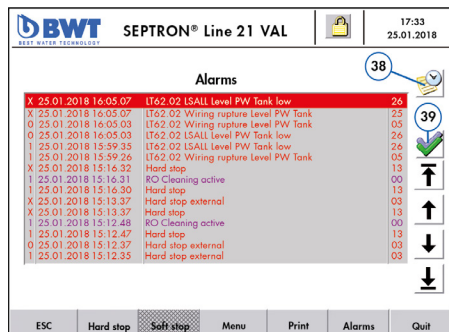 BWT
BEST WATER TECHNOLOGY
SEPTRON® Line 21 VAL
17:33
25.01.2018
38
Alarms
X 25.01.2018 16:05.07 LT62.02 LSALL Level PW Tank low 26
X 25.01.2018 16:05.07 LT62.02 Wiring rupture Level PW Tank 25
0 25.01.2018 16:05.03 LT62.02 Wiring rupture Level PW Tank 05
0 25.01.2018 16:05.03 LT62.02 LSALL Level PW Tank low 26
1 25.01.2018 15:59.35 LT62.02 LSALL Level PW Tank low 26
1 25.01.2018 15:59.26 LT62.02 Wiring rupture Level PW Tank 05
X 25.01.2018 15:16.32 Hard stop 13
1 25.01.2018 15:16.31 RO Cleaning active 00
1 25.01.2018 15:16.30 Hard stop 13
X 25.01.2018 15:13.37 Hard stop external 03
X 25.01.2018 15:13.37 Hard stop 13
1 25.01.2018 15:12.48 RO Cleaning active 00
1 25.01.2018 15:12.47 Hard stop 13
0 25.01.2018 15:12.37 Hard stop external 03
1 25.01.2018 15:12.35 Hard stop external 03
39
ESC Hard stop Soft stop Menu Print Alarms Quit